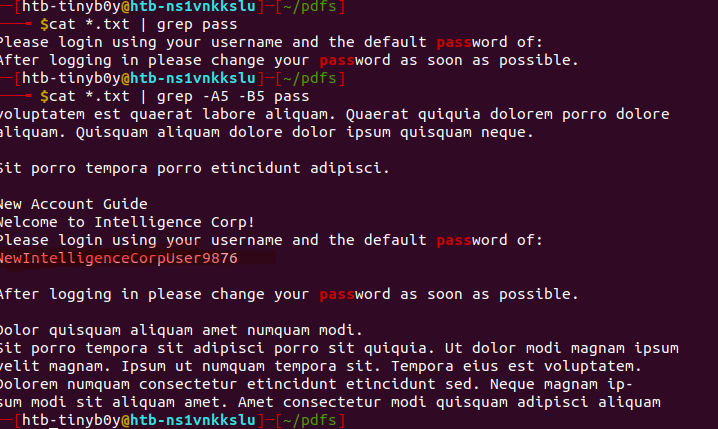 [htb-tinyb0y@htb-ns1vnkkslu]-[~/pdfs]
$cat *.txt | grep pass
Please login using your username and the default password of:
After logging in please change your password as soon as possible.
[htb-tinyb0y@htb-ns1vnkkslu]-[~/pdfs]
$cat *.txt | grep -A5 -B5 pass
voluptatem est quaerat labore aliquam. Quaerat quiquia dolorem porro dolore
aliquam. Quisquam aliquam dolore dolor ipsum quisquam neque.
Sit porro tempora porro etincidunt adipisci.
New Account Guide
Welcome to Intelligence Corp!
Please login using your username and the default password of:
NewIntelligenceCorpUser9876
After logging in please change your password as soon as possible.
Dolor quisquam aliquam amet numquam modi.
Sit porro tempora sit adipisci porro sit quiquia. Ut dolor modi magnam ipsum
velit magnam. Ipsum ut numquam tempora sit. Tempora eius est voluptatem.
Dolorem numquam consectetur etincidunt etincidunt sed. Neque magnam ip-
sum modi sit aliquam amet. Amet consectetur modi quisquam adipisci aliquam
[htb-tinyb0y@htb-ns1vnkkslu]-[~/pdfs]